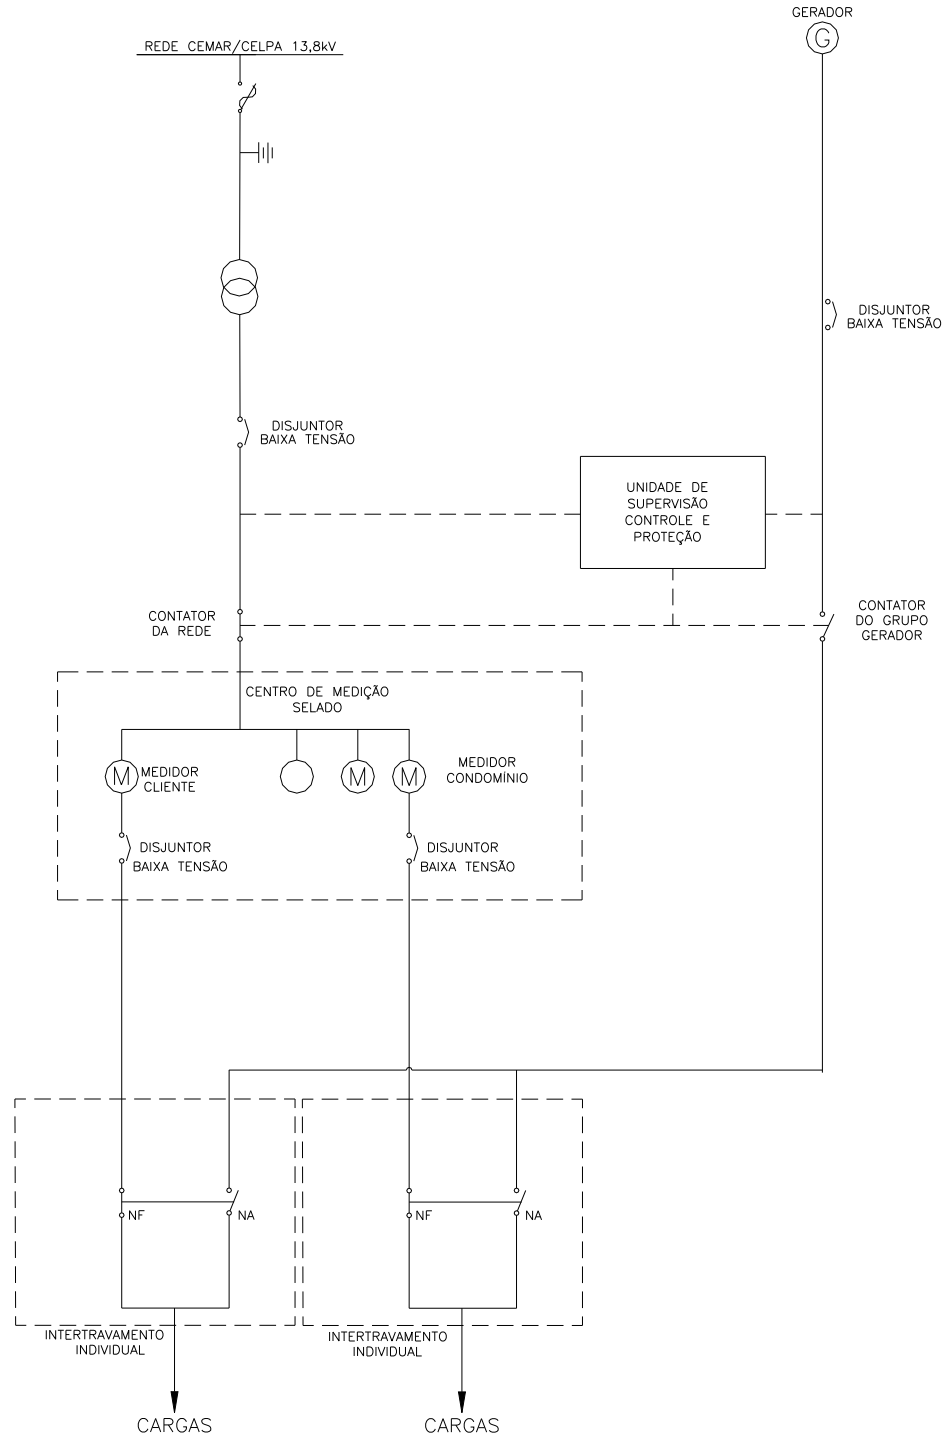 GERADOR
G
REDE CEMAR/CELPA 13,8kV
DISJUNTOR
BAIXA TENSÃO
DISJUNTOR
BAIXA TENSÃO
UNIDADE DE
SUPERVISÃO
CONTROLE E
PROTEÇÃO
CONTATOR
DA REDE
CONTATOR
DO GRUPO
GERADOR
CENTRO DE MEDIÇÃO
SELADO
M
MEDIDOR
CLIENTE
M
M
MEDIDOR
CONDOMÍNIO
DISJUNTOR
BAIXA TENSÃO
DISJUNTOR
BAIXA TENSÃO
NF
NA
NF
NA
INTERTRAVAMENTO
INDIVIDUAL
INTERTRAVAMENTO
INDIVIDUAL
CARGAS
CARGAS